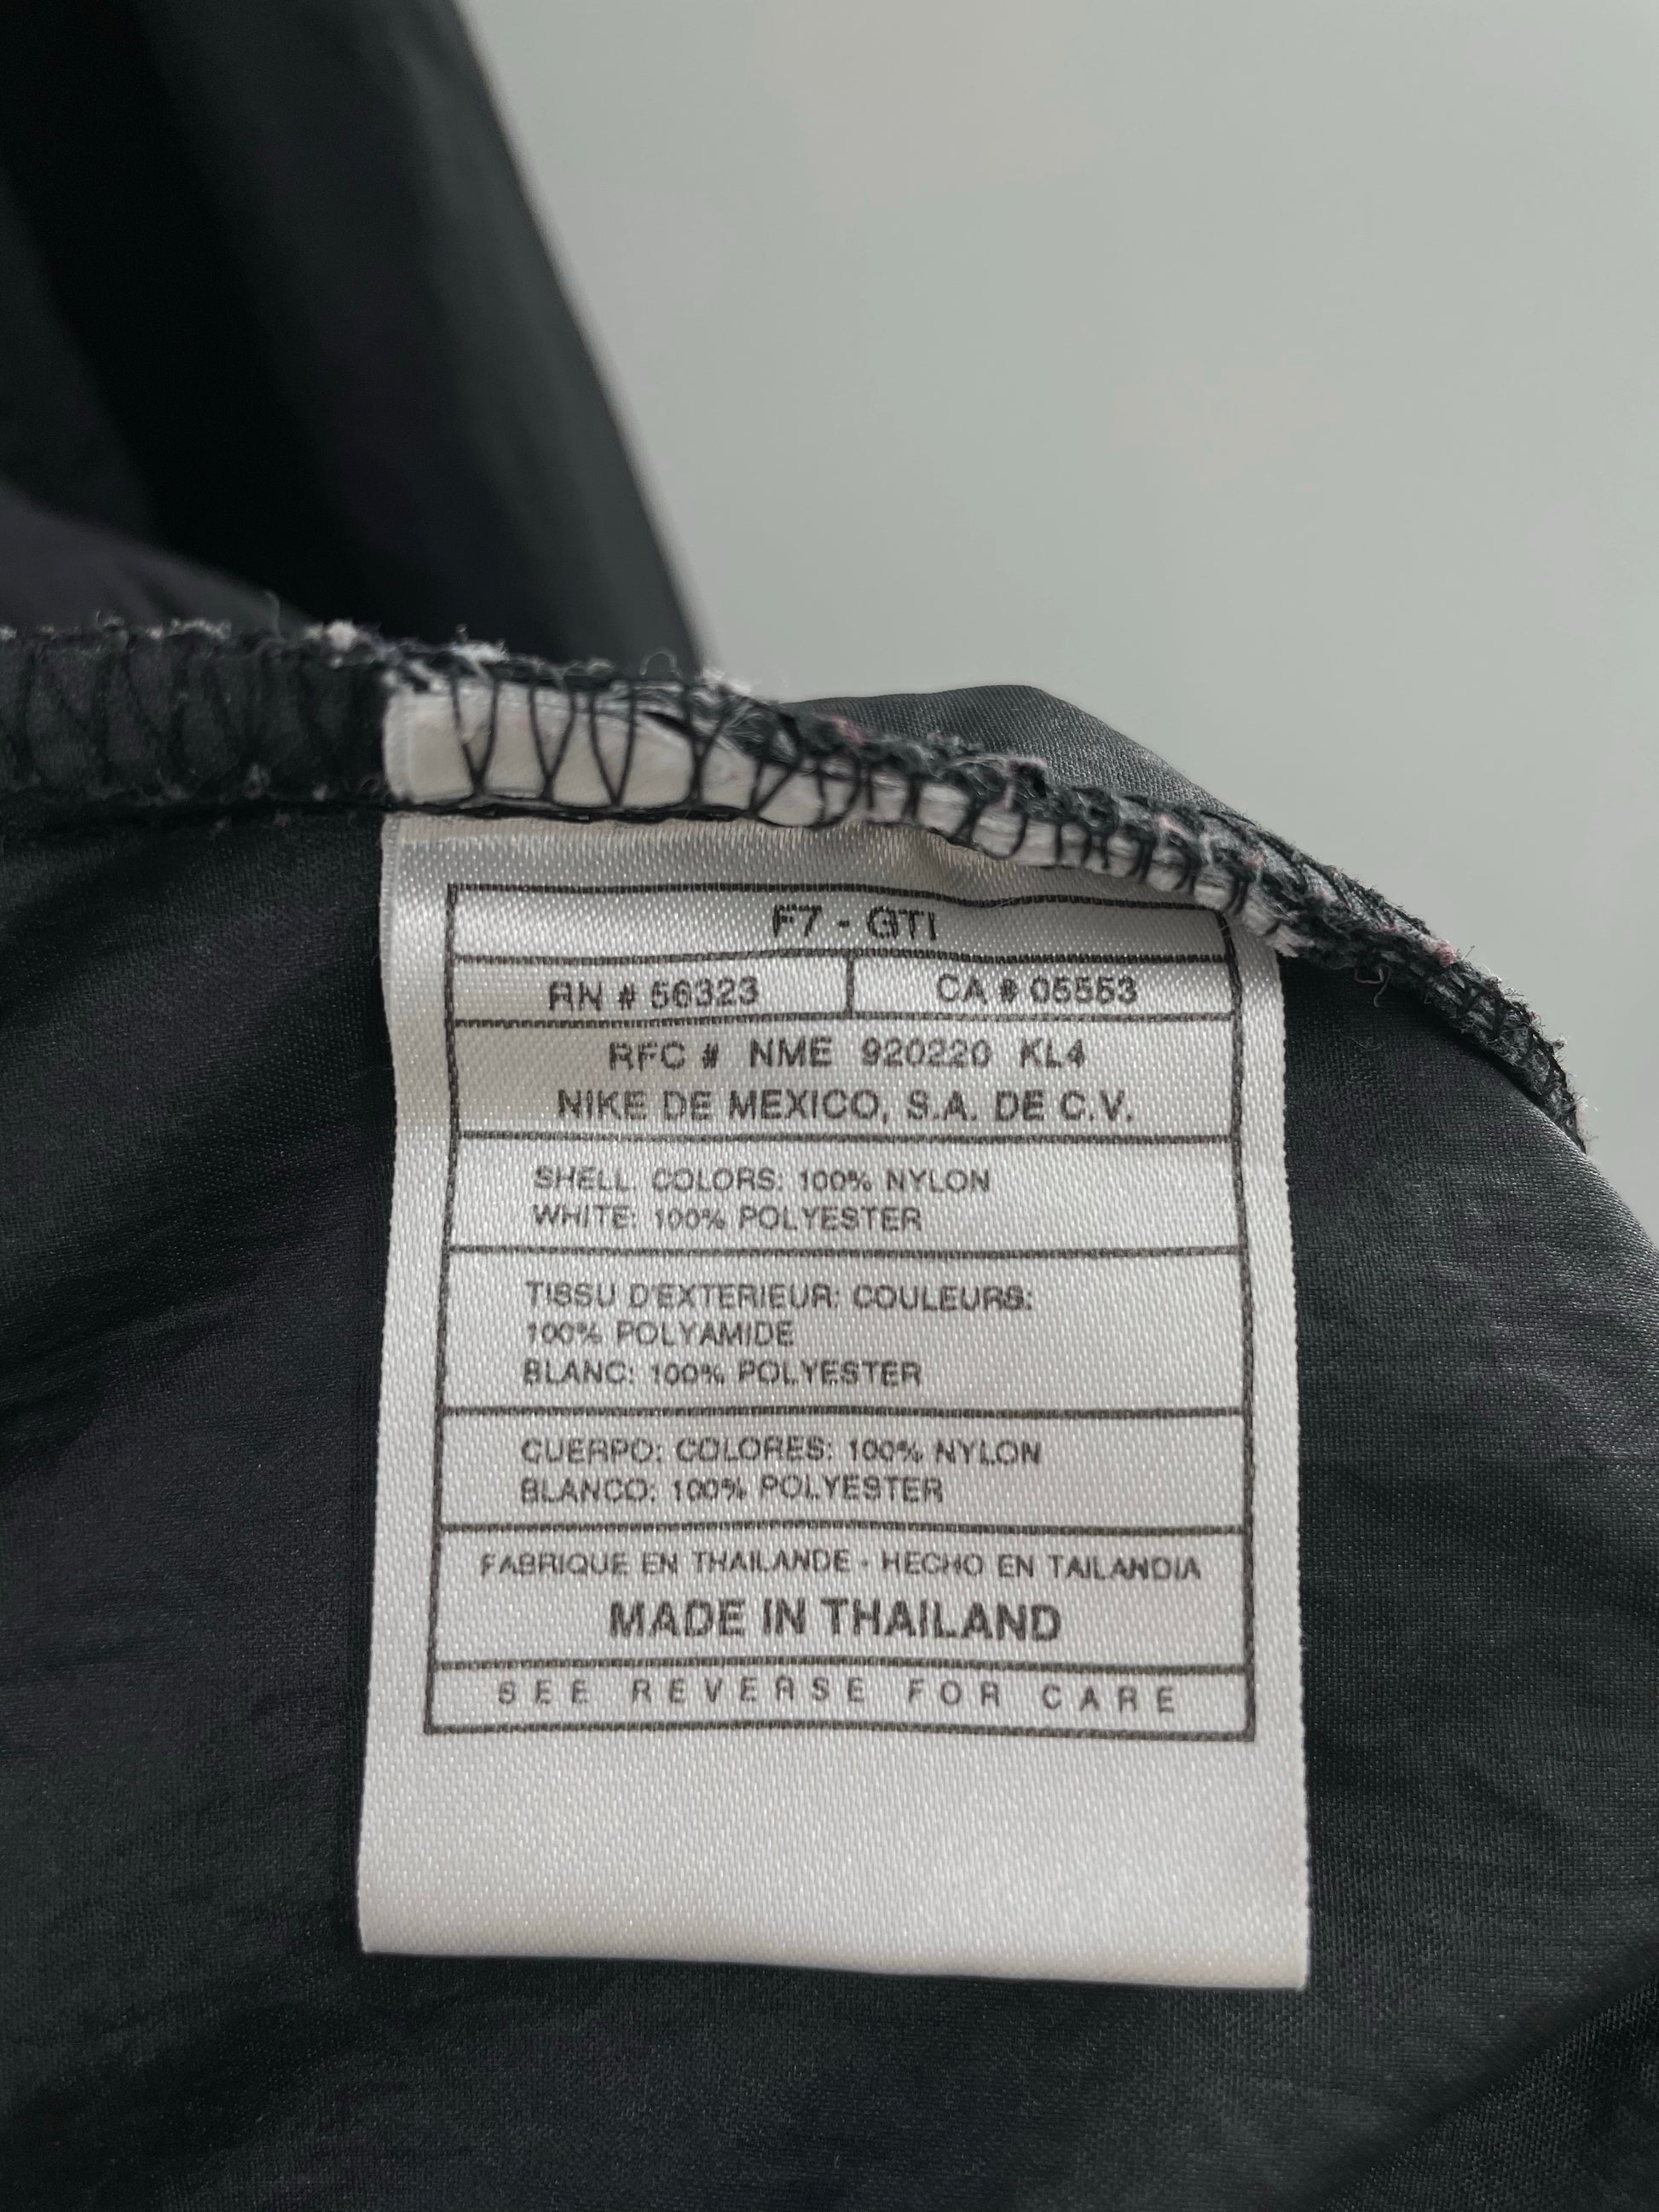 F7 - GTI
RN # 56323 CA # 05553
RFC # NME 920220 KL4
NIKE DE MEXICO, S.A. DE C.V.
SHELL: COLORS: 100% NYLON
WHITE: 100% POLYESTER
TISSU D'EXTERIEUR: COULEURS:
100% POLYAMIDE
BLANC: 100% POLYESTER
CUERPO: COLORES: 100% NYLON
BLANCO: 100% POLYESTER
FABRIQUE EN THAILANDE - HECHO EN TAILANDIA
MADE IN THAILAND
SEE REVERSE FOR CARE